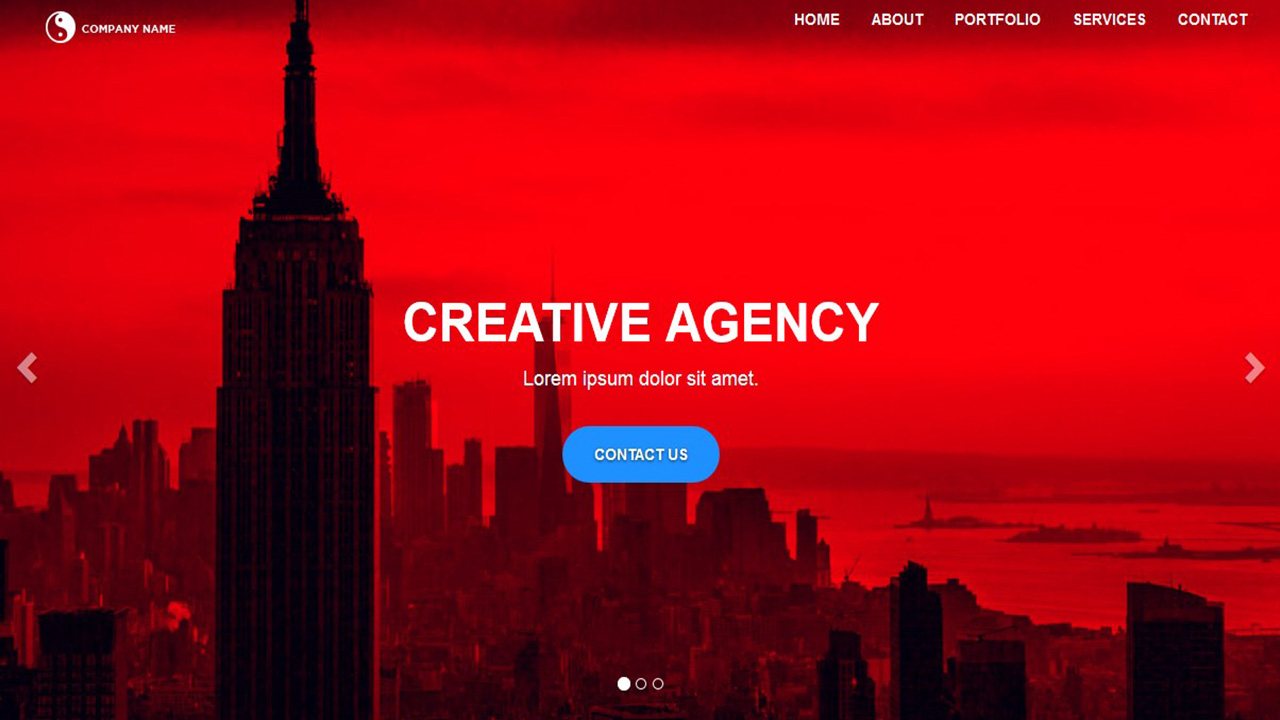 COMPANY NAME
HOME ABOUT PORTFOLIO SERVICES CONTACT
CREATIVE AGENCY
Lorem ipsum dolor sit amet.
CONTACT US